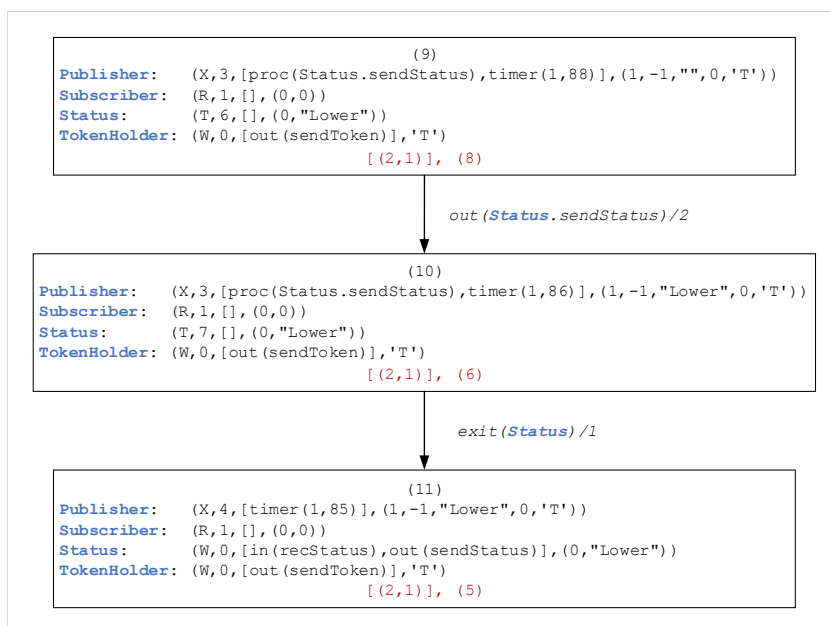 (9)
Publisher: (X,3,[proc(Status.sendStatus),timer(1,88)],(1,-1,"",0,'T'))
Subscriber: (R,1,[],(0,0))
Status: (T,6,[],(0,"Lower"))
TokenHolder: (W,0,[out(sendToken)],'T')
[(2,1)], (8)
out(Status.sendStatus)/2
(10)
Publisher: (X,3,[proc(Status.sendStatus),timer(1,86)],(1,-1,"Lower",0,'T'))
Subscriber: (R,1,[],(0,0))
Status: (T,7,[],(0,"Lower"))
TokenHolder: (W,0,[out(sendToken)],'T')
[(2,1)], (6)
exit(Status)/1
(11)
Publisher: (X,4,[timer(1,85)],(1,-1,"Lower",0,'T'))
Subscriber: (R,1,[],(0,0))
Status: (W,0,[in(recStatus),out(sendStatus)],(0,"Lower"))
TokenHolder: (W,0,[out(sendToken)],'T')
[(2,1)], (5)